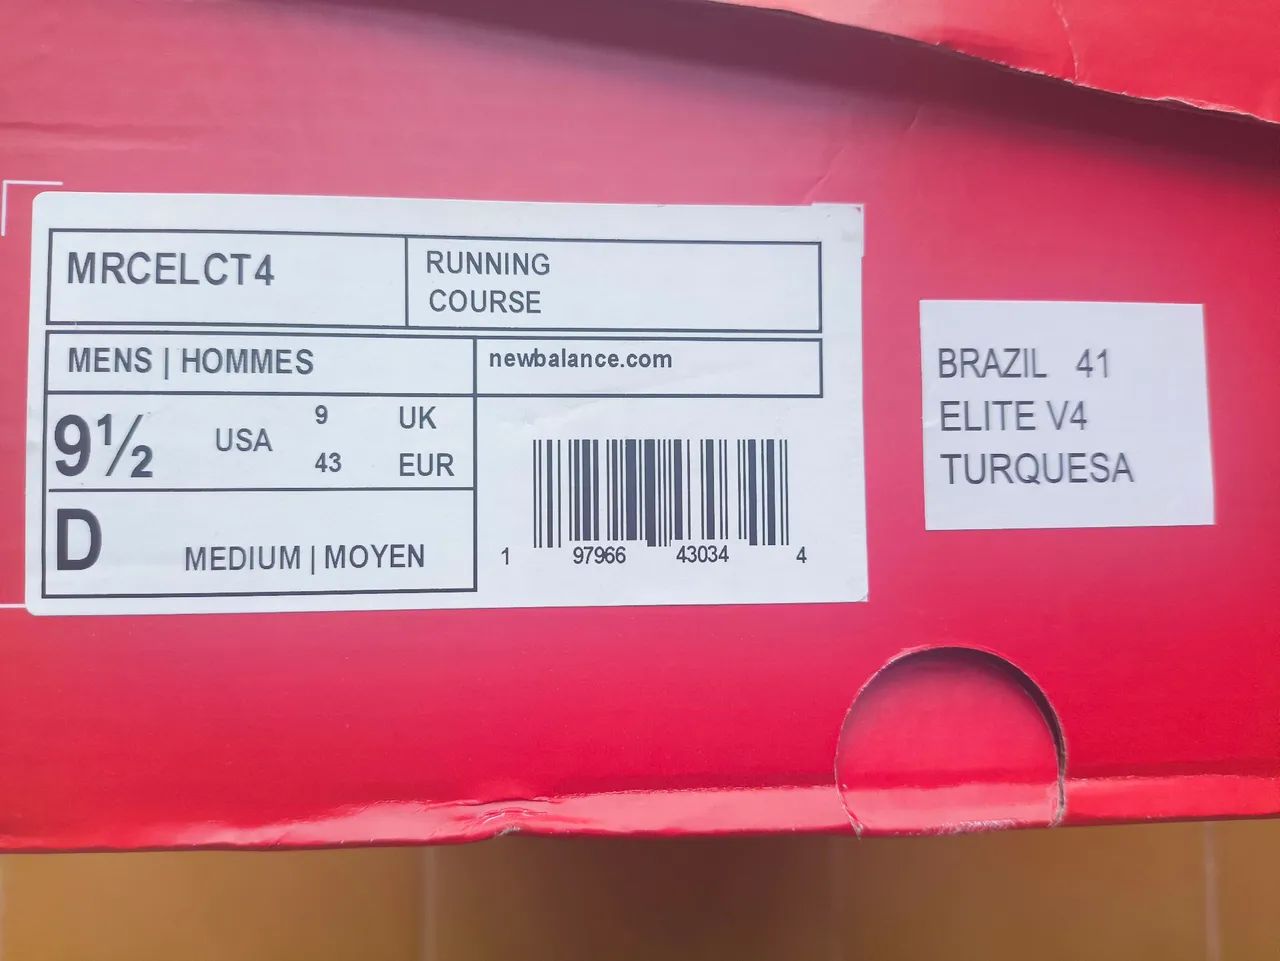 MRCELCT4
RUNNING
COURSE
MENS | HOMMES
newbalance.com
9½ USA 9 UK
43 EUR
D MEDIUM | MOYEN
1 97966 43034 4
BRAZIL 41
ELITE V4
TURQUESA